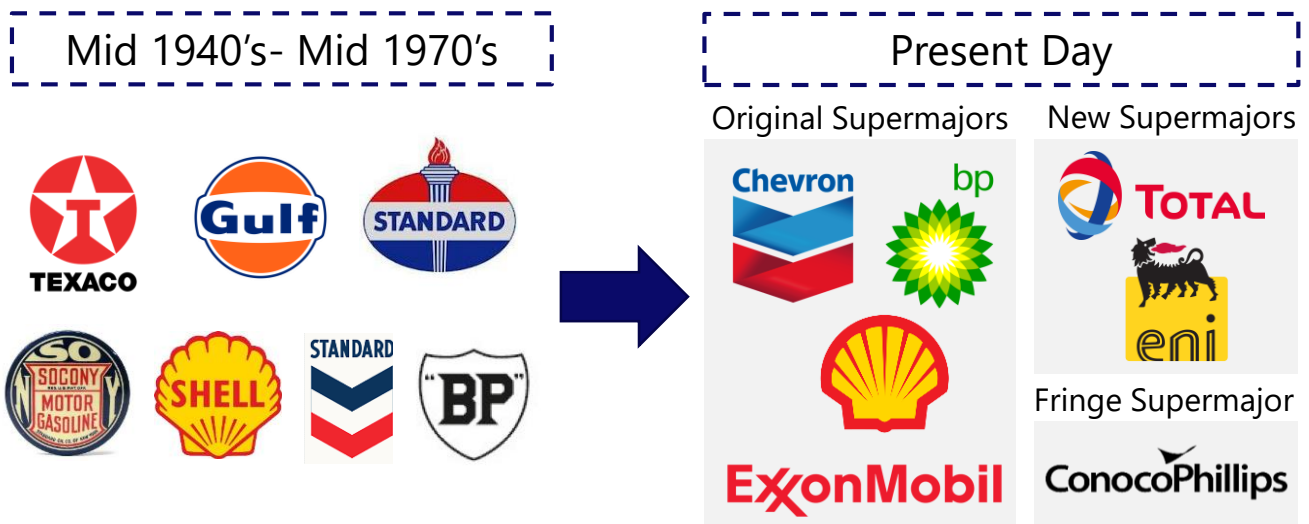 Mid 1940's- Mid 1970's
Present Day
Original Supermajors
New Supermajors
TEXACO
T
Gulf
STANDARD
SO
N
Y
SOCONY
MOTOR
GASOLINE
SHELL
STANDARD
"BP"
Chevron
bp
ExxonMobil
TOTAL
eni
Fringe Supermajor
ConocoPhillips